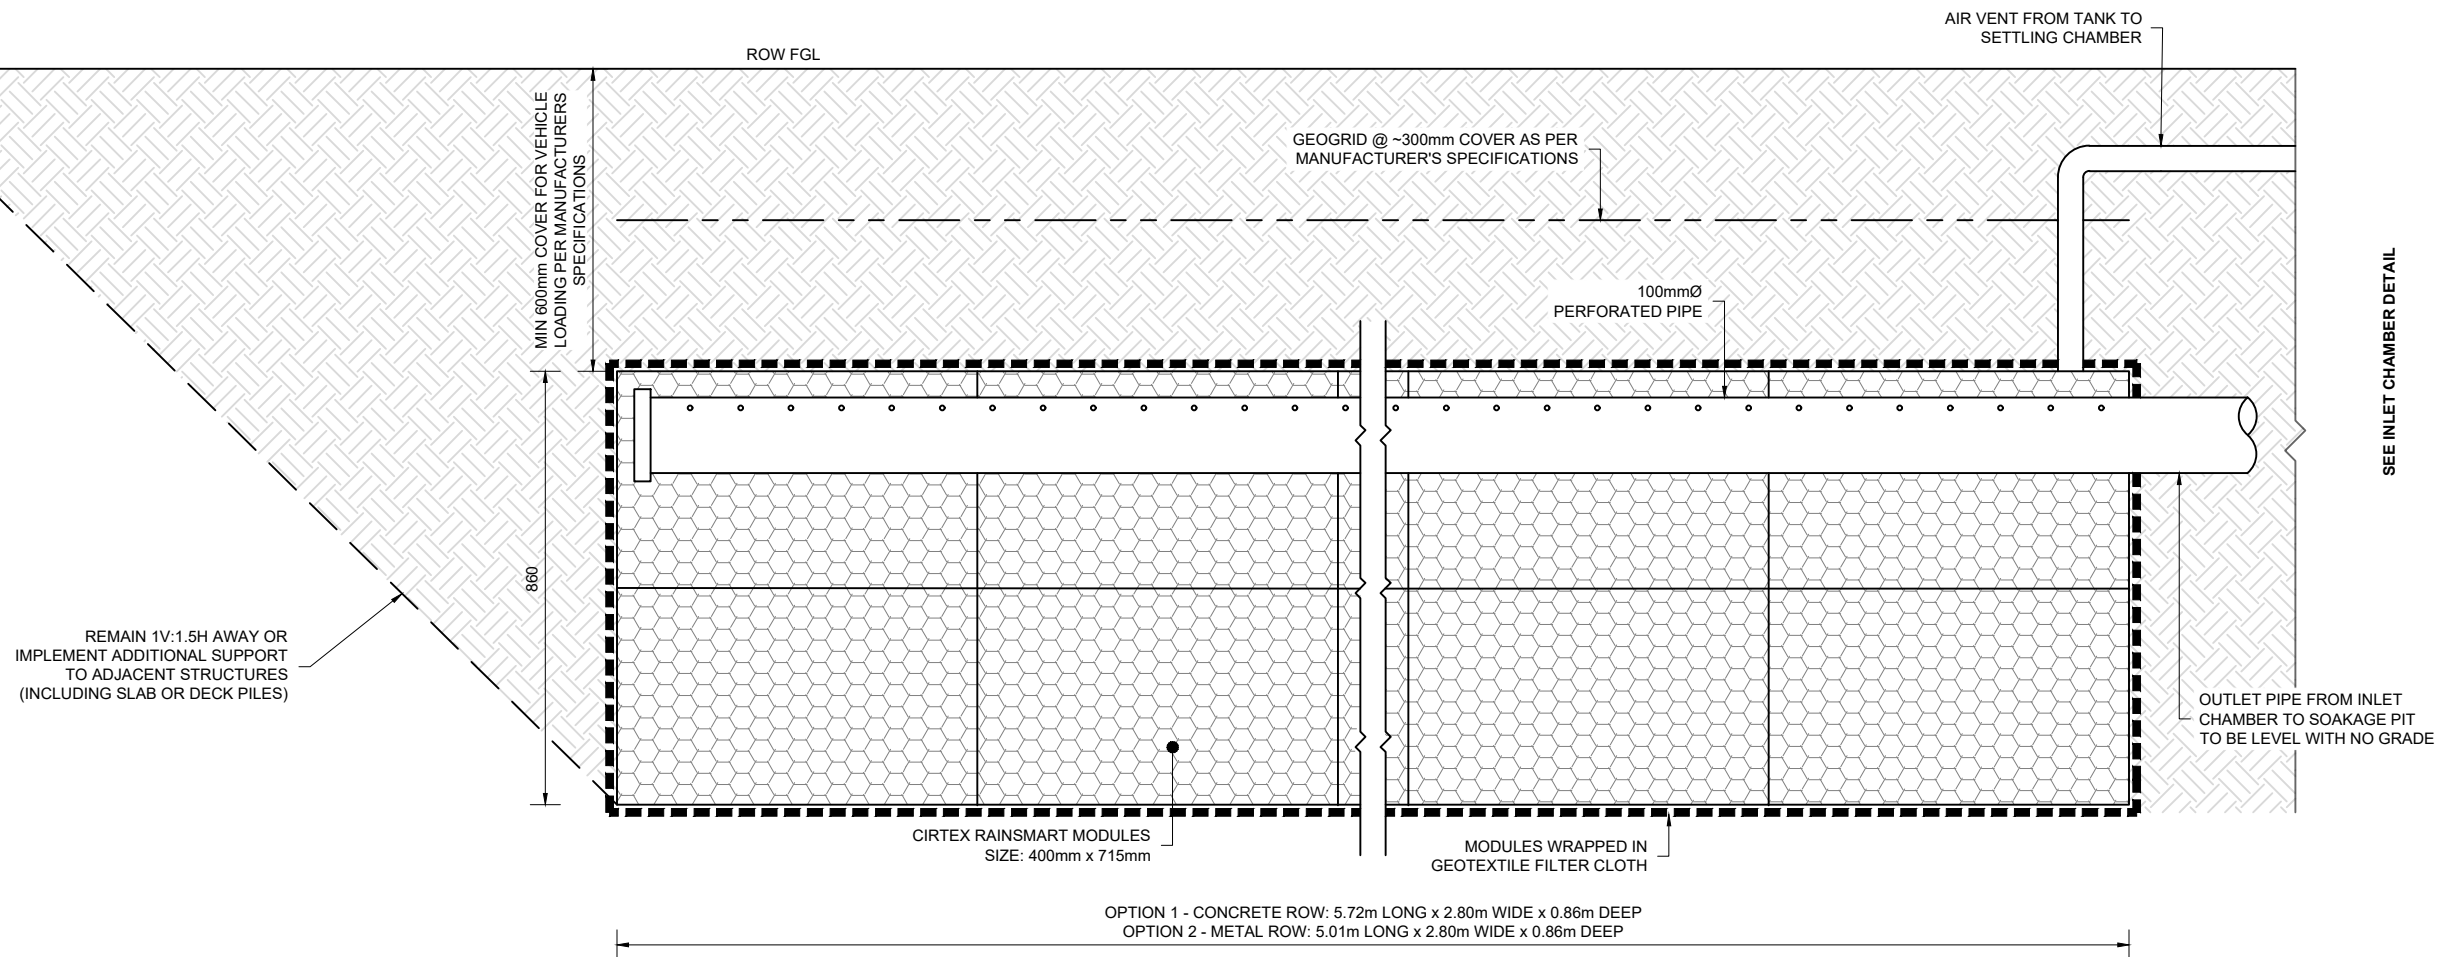 AIR VENT FROM TANK TO
SETTLING CHAMBER
ROW FGL
MIN 600mm COVER FOR VEHICLE
LOADING PER MANUFACTURERS
SPECIFICATIONS
GEOGRID @ ~300mm COVER AS PER
MANUFACTURER'S SPECIFICATIONS
100mmØ
PERFORATED PIPE
SEE INLET CHAMBER DETAIL
860
REMAIN 1V:1.5H AWAY OR
IMPLEMENT ADDITIONAL SUPPORT
TO ADJACENT STRUCTURES
(INCLUDING SLAB OR DECK PILES)
OUTLET PIPE FROM INLET
CHAMBER TO SOAKAGE PIT
TO BE LEVEL WITH NO GRADE
CIRTEX RAINSMART MODULES
SIZE: 400mm x 715mm
MODULES WRAPPED IN
GEOTEXTILE FILTER CLOTH
OPTION 1 - CONCRETE ROW: 5.72m LONG x 2.80m WIDE x 0.86m DEEP
OPTION 2 - METAL ROW: 5.01m LONG x 2.80m WIDE x 0.86m DEEP